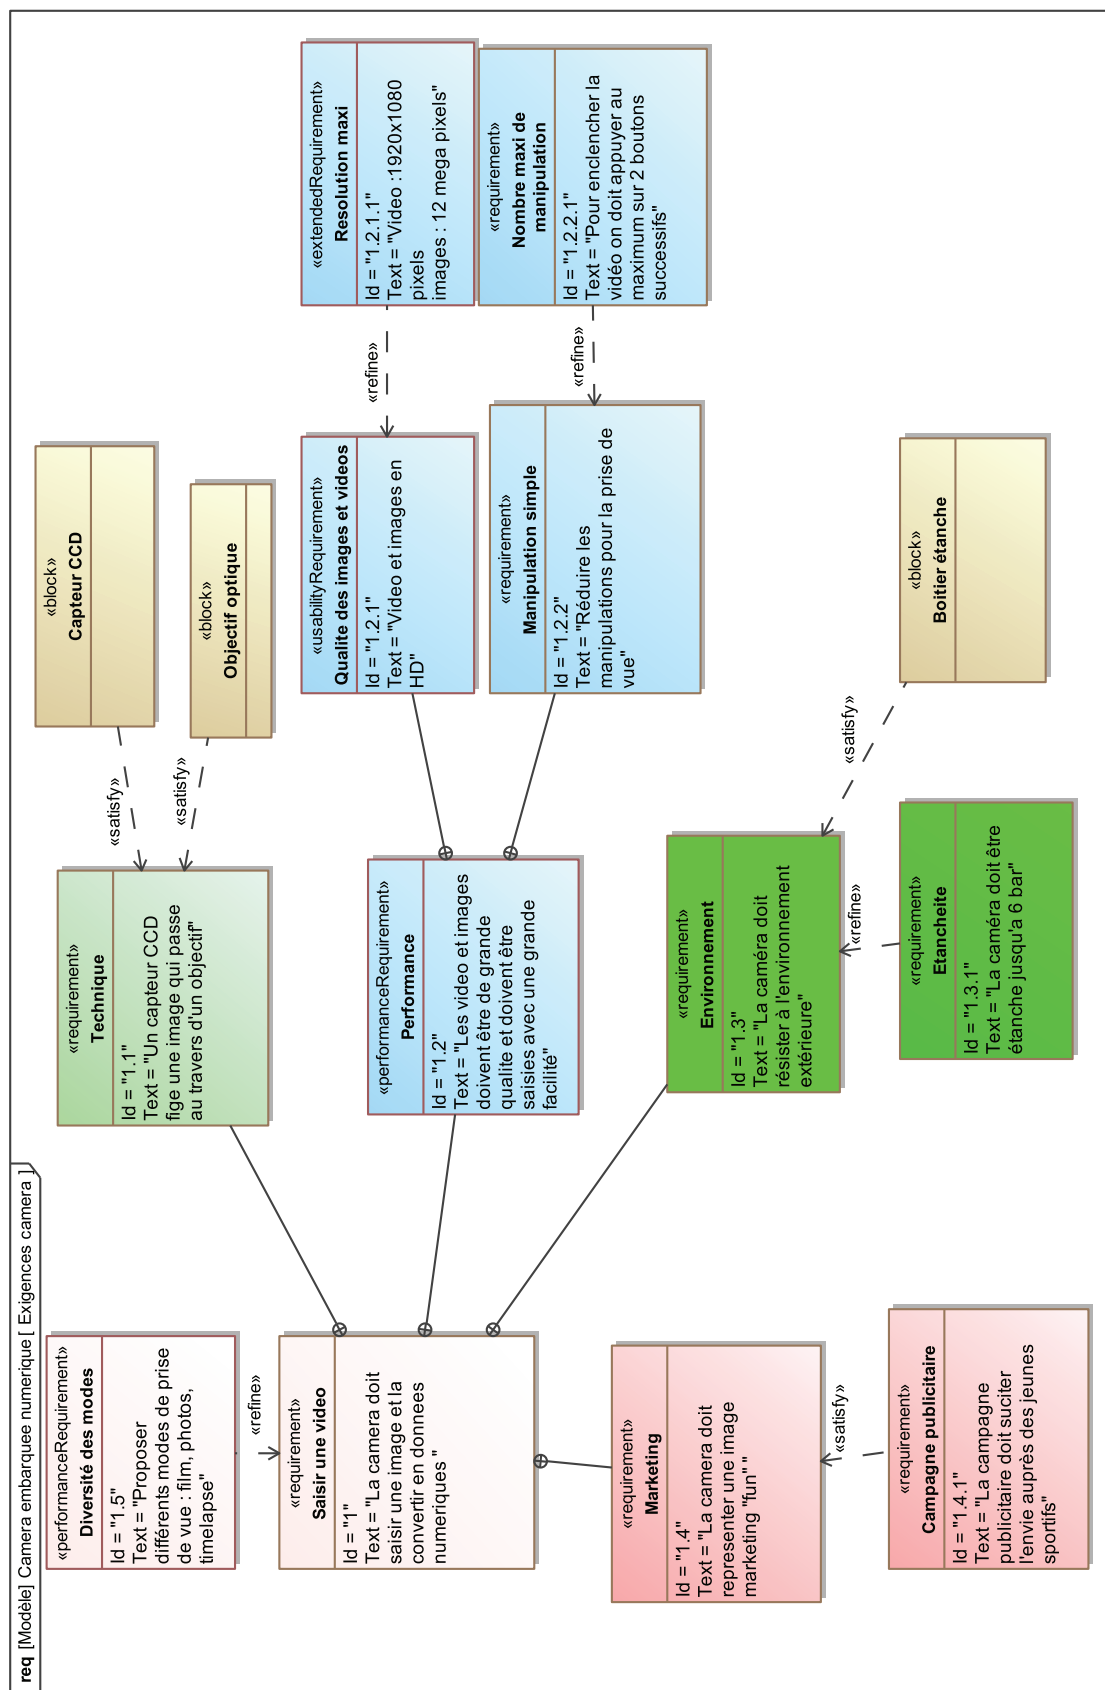 req [Modèle] Camera embarquee numerique [ Exigences camera ]
«performanceRequirement»
Diversité des modes
Id = "1.5"
Text = "Proposer
différents modes de prise
de vue : film, photos,
timelapse"
«refine»
«requirement»
Saisir une video
Id = "1"
Text = "La camera doit
saisir une image et la
convertir en donnees
numeriques"
«requirement»
Marketing
Id = "1.4"
Text = "La camera doit
representer une image
marketing "fun" "
«satisfy»
«requirement»
Campagne publicitaire
Id = "1.4.1"
Text = "La campagne
publicitaire doit suciter
l'envie auprès des jeunes
sportifs"
«requirement»
Technique
Id = "1.1"
Text = "Un capteur CCD
fige une image qui passe
au travers d'un objectif"
«performanceRequirement»
Performance
Id = "1.2"
Text = "Les video et images
doivent être de grande
qualite et doivent être
saisies avec une grande
facilité"
«requirement»
Environnement
Id = "1.3"
Text = "La caméra doit
résister à l'environnement
extérieure"
«refine»
«requirement»
Etancheite
Id = "1.3.1"
Text = "La caméra doit être
étanche jusqu'a 6 bar"
«satisfy»
«satisfy»
«satisfy»
«block»
Capteur CCD
«block»
Objectif optique
«usabilityRequirement»
Qualite des images et videos
Id = "1.2.1"
Text = "Video et images en
HD"
«requirement»
Manipulation simple
Id = "1.2.2"
Text = "Réduire les
manipulations pour la prise de
vue"
«block»
Boitier étanche
«refine»
«refine»
«extendedRequirement»
Resolution maxi
Id = "1.2.1.1"
Text = "Video :1920x1080
pixels
images : 12 mega pixels"
«requirement»
Nombre maxi de
manipulation
Id = "1.2.2.1"
Text = "Pour enclencher la
vidéo on doit appuyer au
maximum sur 2 boutons
successifs"